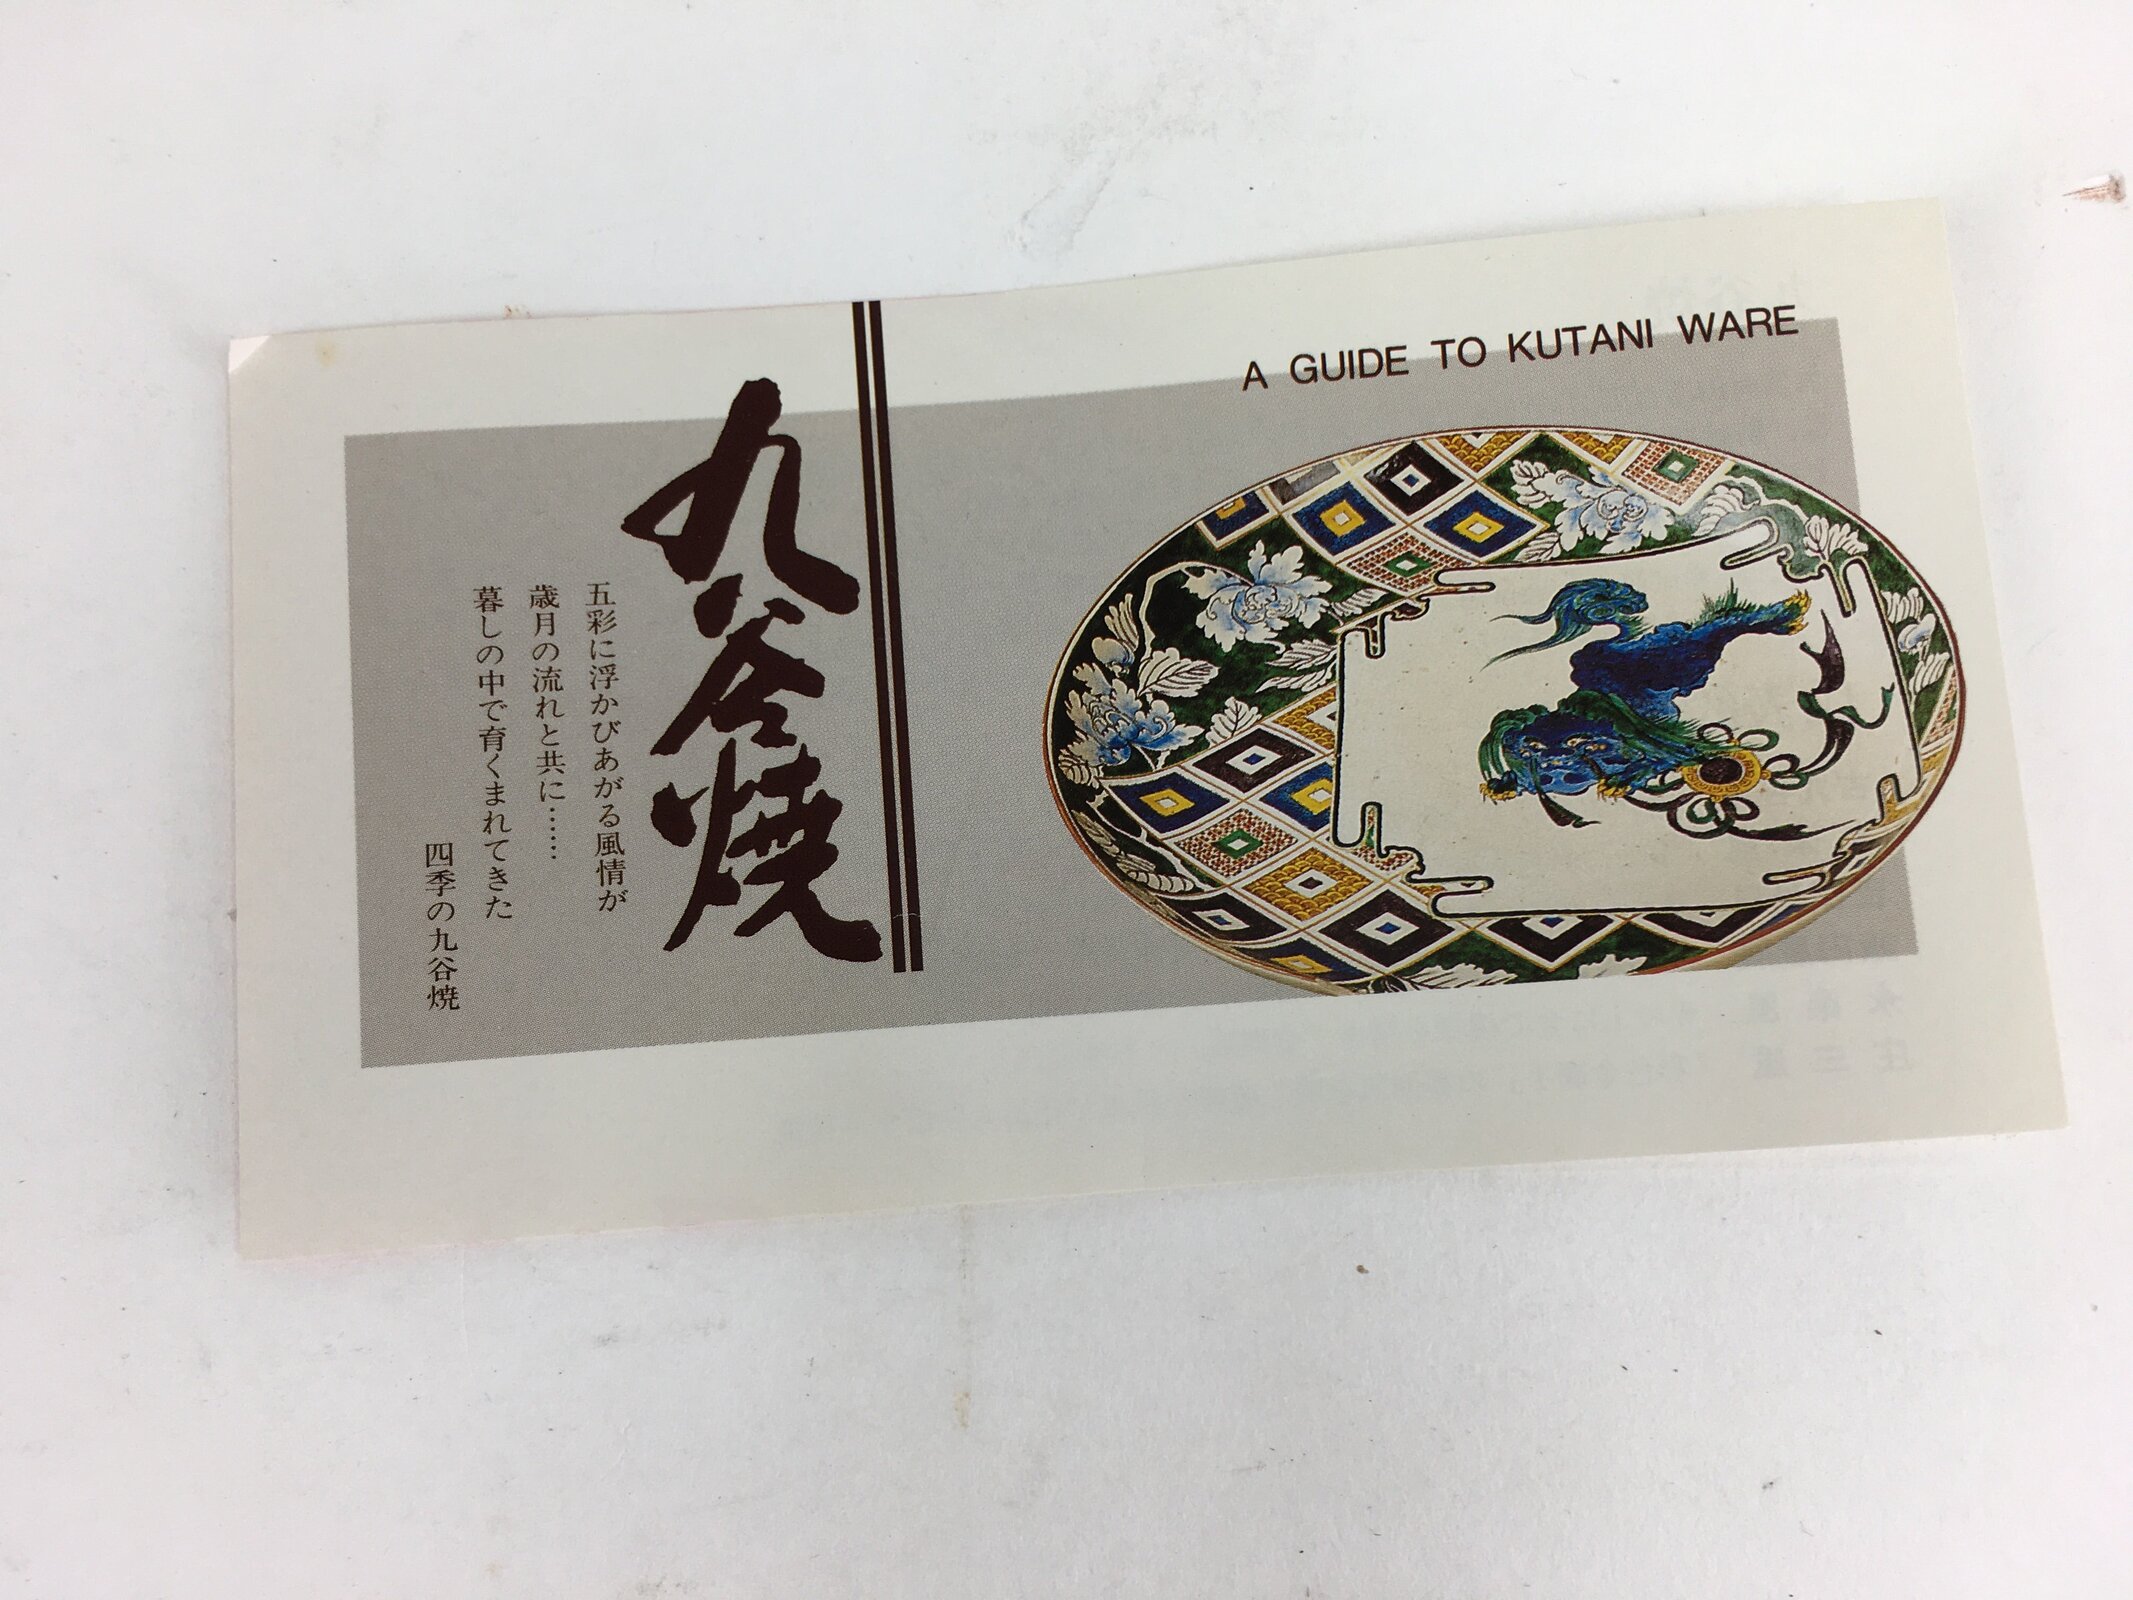 A GUIDE TO KUTANI WARE
九谷焼
五彩に浮かびあがる風情が
歳月の流れと共に……
暮しの中で育くまれてきた
四季の九谷焼